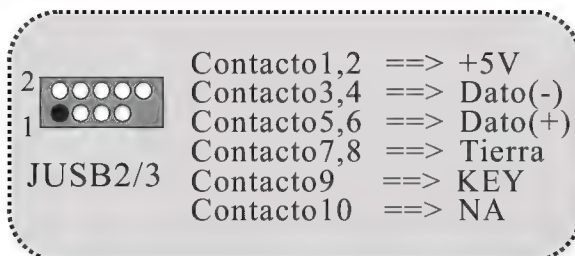 2
1
JUSB2/3
Contacto1,2 ==> +5V
Contacto3,4 ==> Dato(-)
Contacto5,6 ==> Dato(+)
Contacto7,8 ==> Tierra
Contacto9 ==> KEY
Contacto10 ==> NA